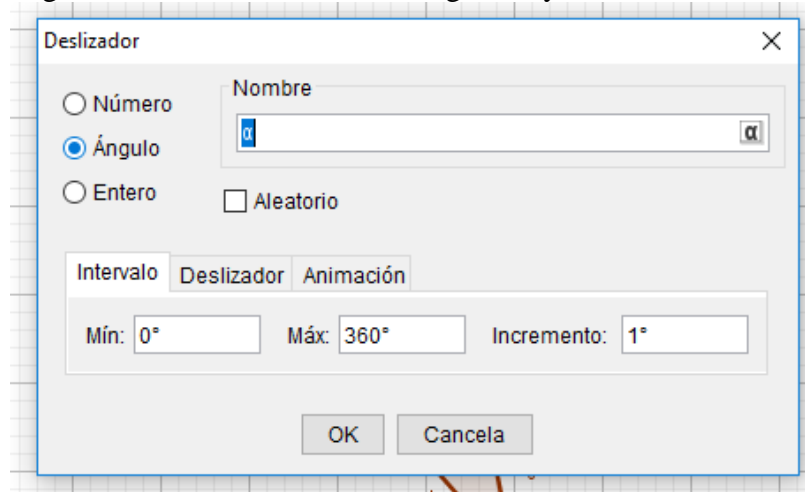 Deslizador
Número
Ángulo
Entero
Nombre
α
α
Aleatorio
Intervalo Deslizador Animación
Mín: 0° Máx: 360° Incremento: 1°
OK Cancela